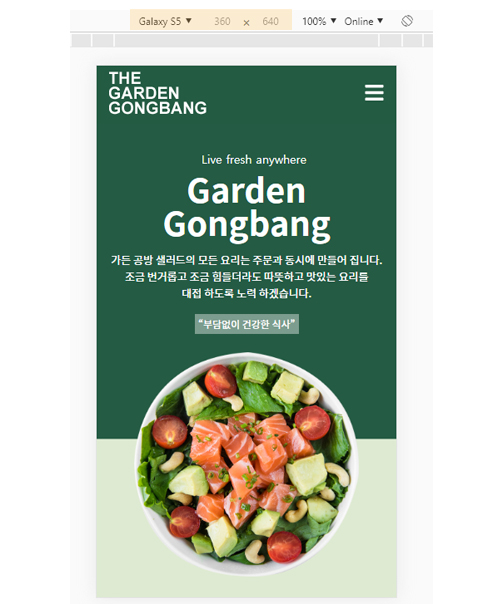 Galaxy S5 ▼ 360 x 640 100% ▼ Online ▼
THE
GARDEN
GONGBANG
Live fresh anywhere
Garden
Gongbang
가든 공방 샐러드의 모든 요리는 주문과 동시에 만들어 집니다.
조금 번거롭고 조금 힘들더라도 따뜻하고 맛있는 요리를
대접 하도록 노력 하겠습니다.
“부담없이 건강한 식사”